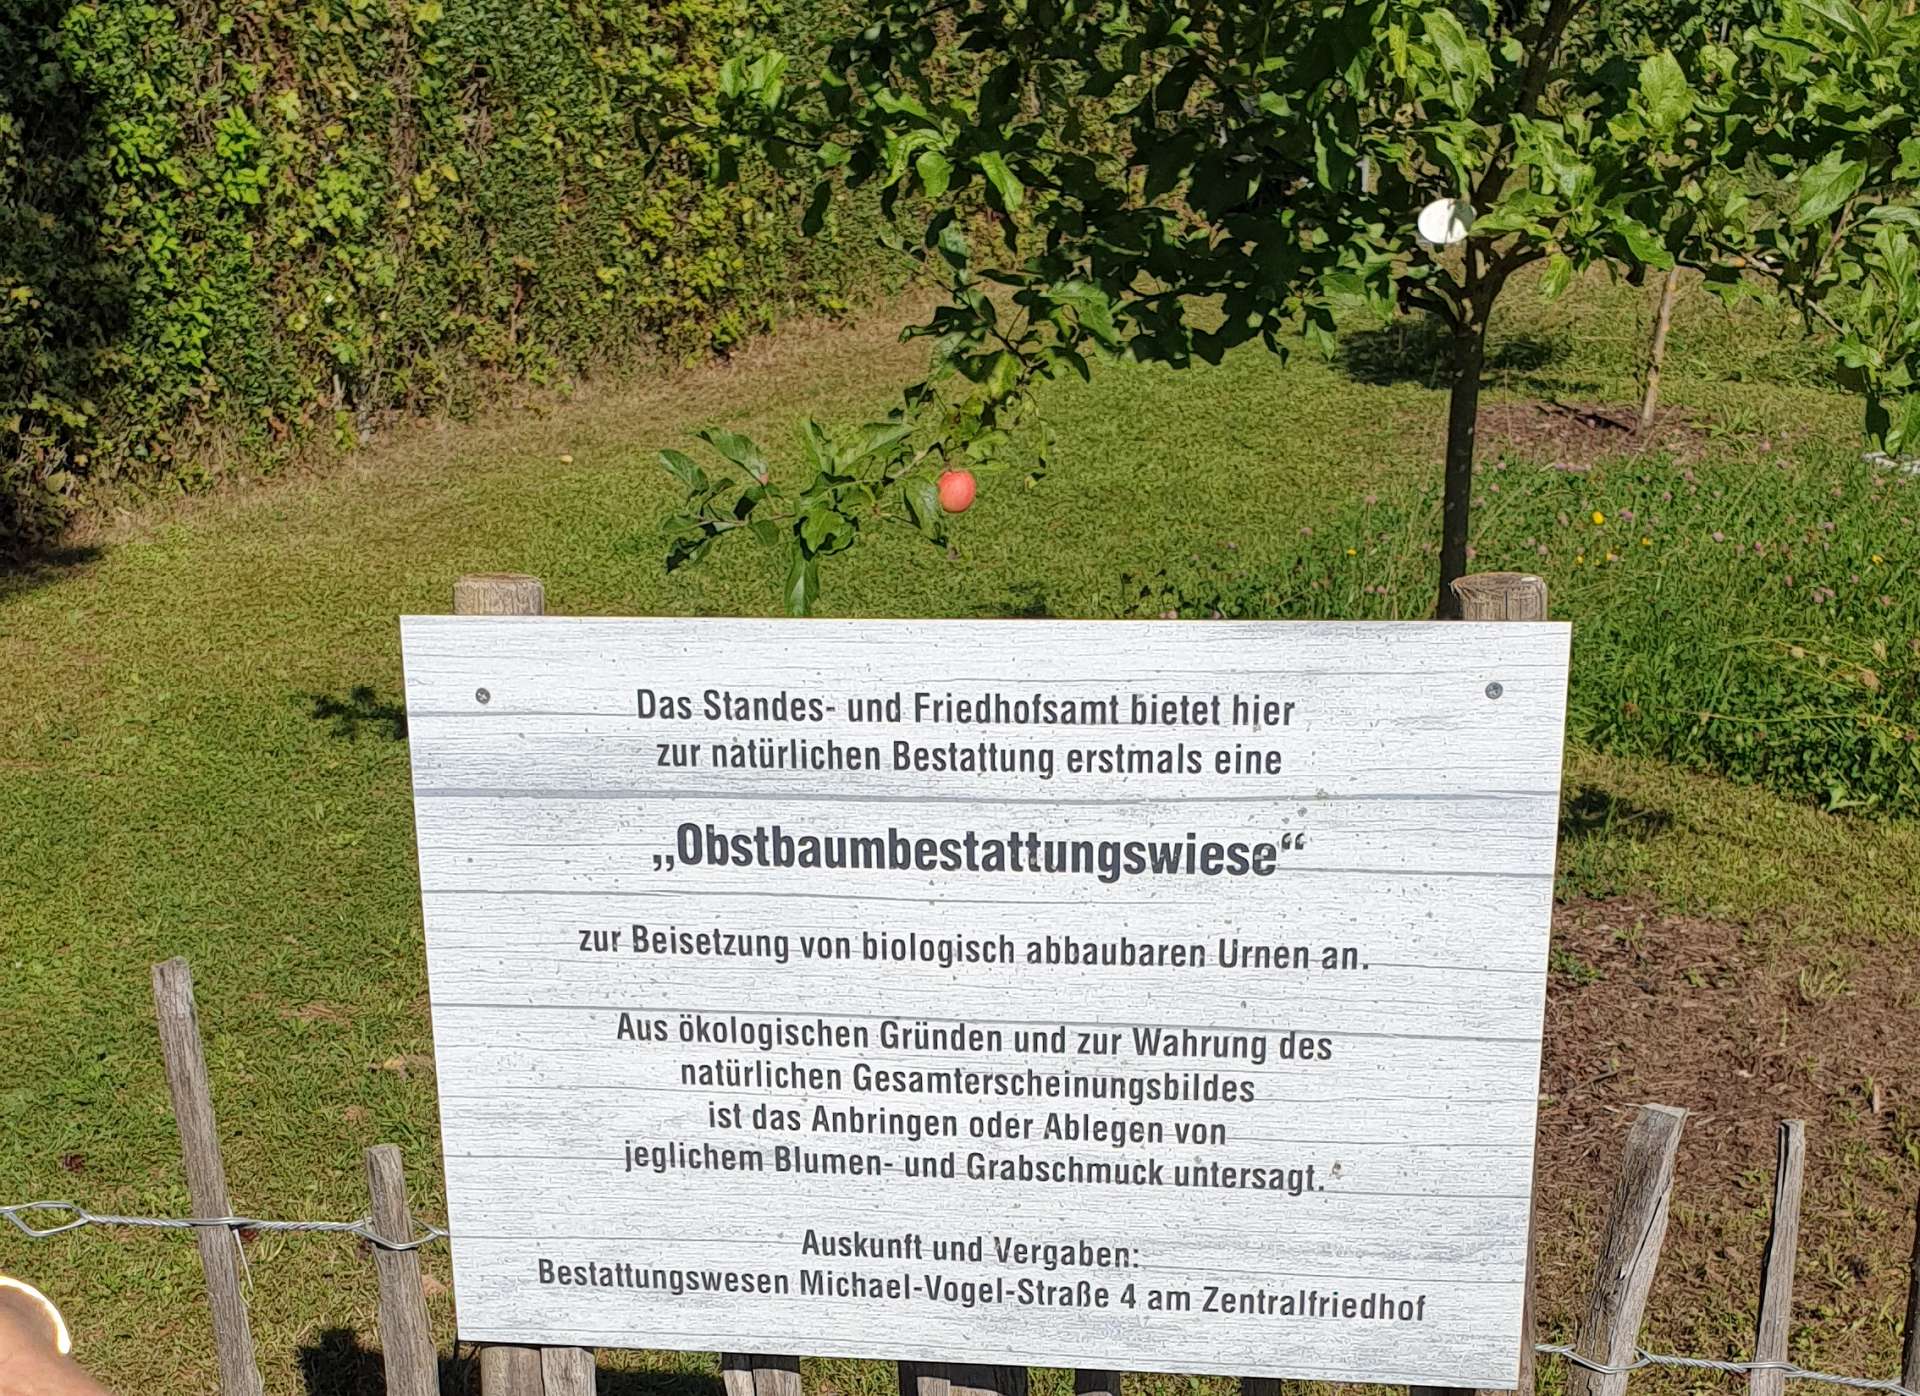 Das Standes- und Friedhofsamt bietet hier
zur natürlichen Bestattung erstmals eine
„Obstbaumbestattungswiese“
zur Beisetzung von biologisch abbaubaren Urnen an.
Aus ökologischen Gründen und zur Wahrung des
natürlichen Gesamterscheinungsbildes
ist das Anbringen oder Ablegen von
jeglichem Blumen- und Grabschmuck untersagt.
Auskunft und Vergaben:
Bestattungswesen Michael-Vogel-Straße 4 am Zentralfriedhof